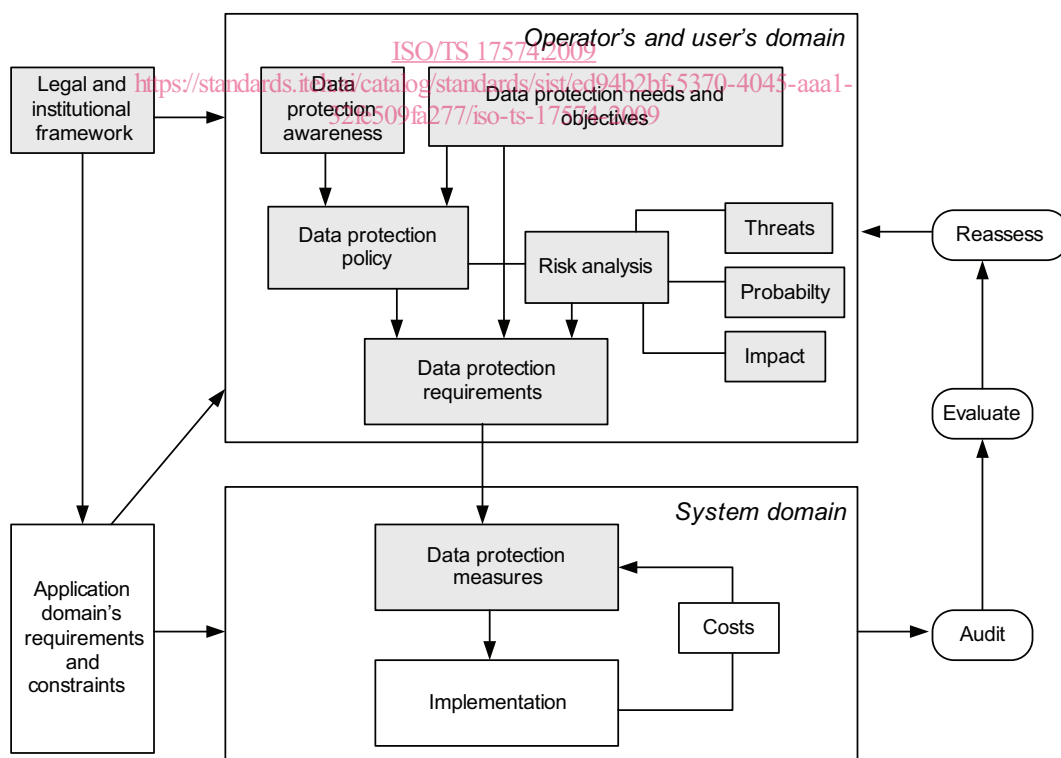 Operator's and user's domain
ISO/TS 17574:2009
https://standards.iteh.ai/catalog/standards/sist/ed94b2bf-5370-4045-aaa1-
509fa277/iso-ts-17574-2009
Legal and
institutional
framework
Data
protection
awareness
Data protection needs and
objectives
Data protection
policy
Risk analysis
Threats
Probabilty
Impact
Data protection
requirements
Reassess
Evaluate
Audit
System domain
Application
domain's
requirements
and
constraints
Data protection
measures
Costs
Implementation